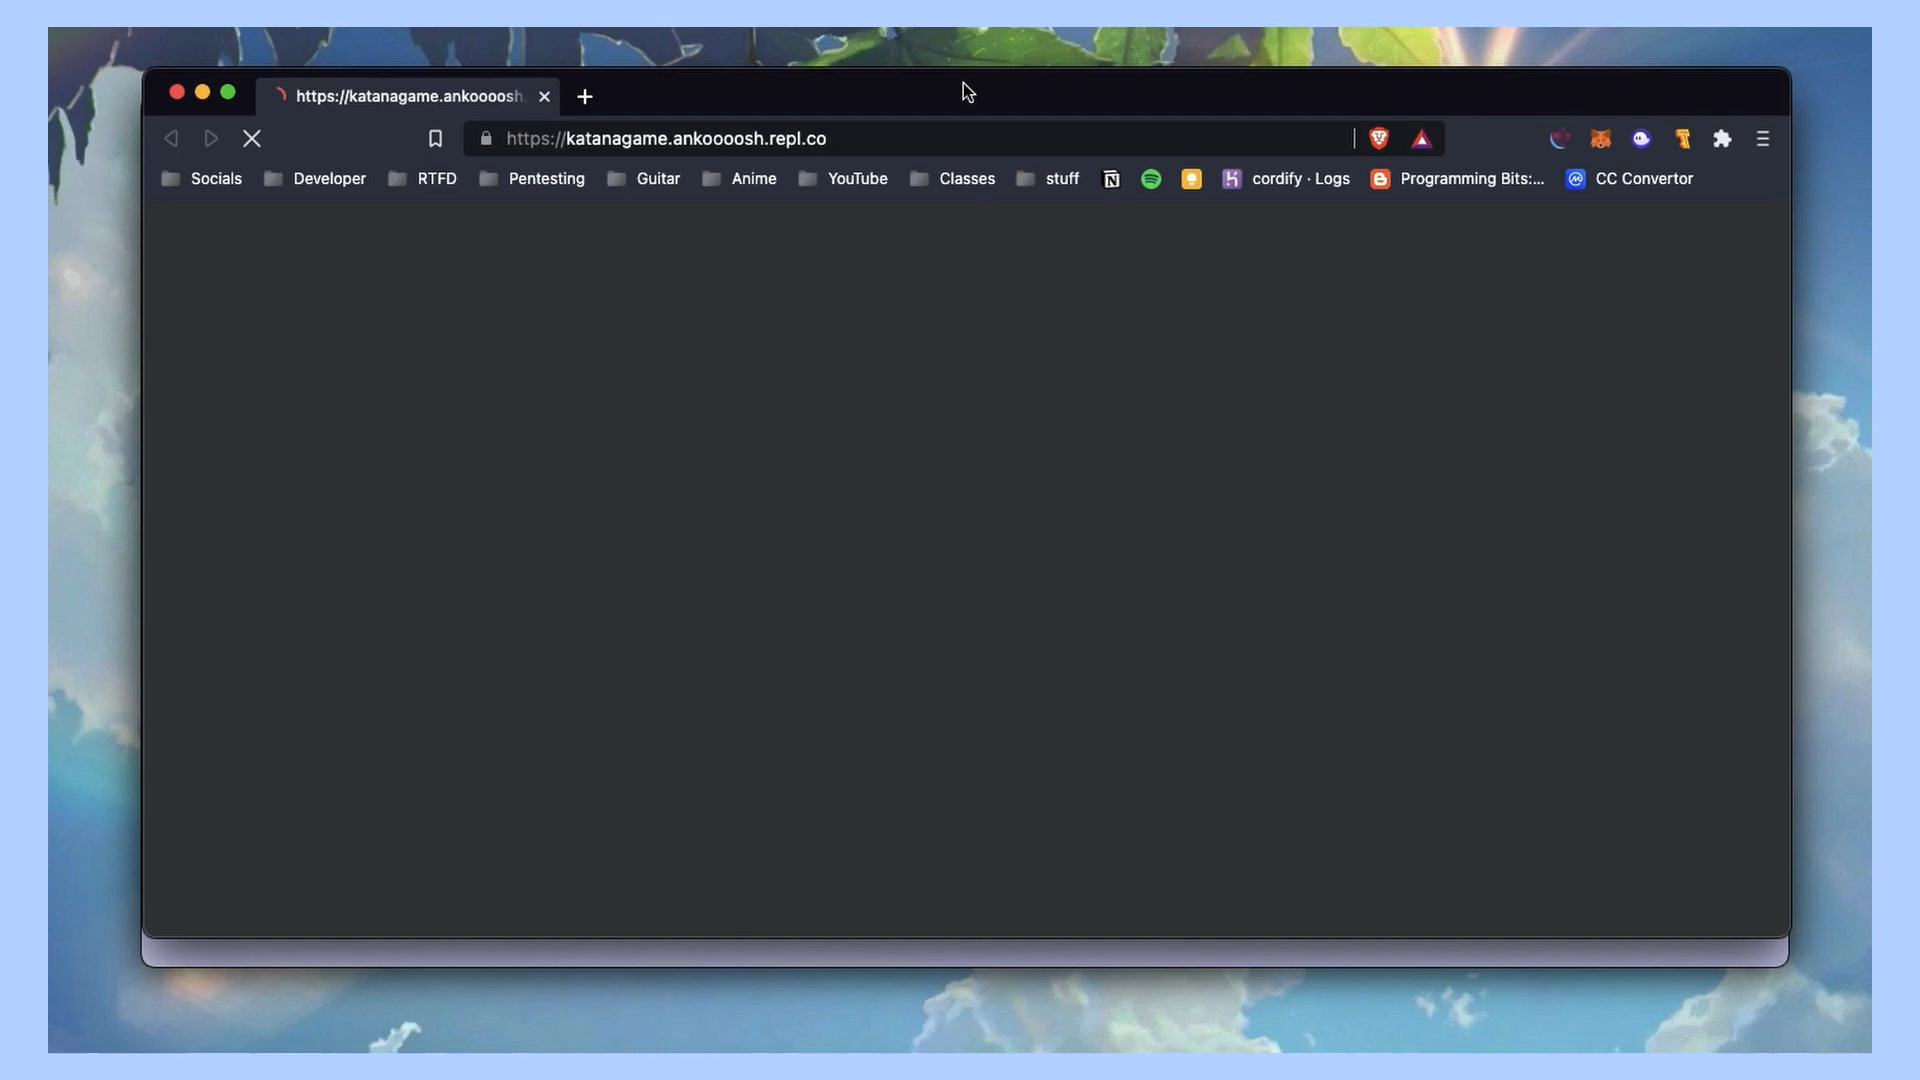 https://katanagame.ankoooosh.
https://katanagame.ankoooosh.repl.co
Socials Developer RTFD Pentesting Guitar Anime YouTube Classes stuff cordify · Logs Programming Bits:... CC Convertor